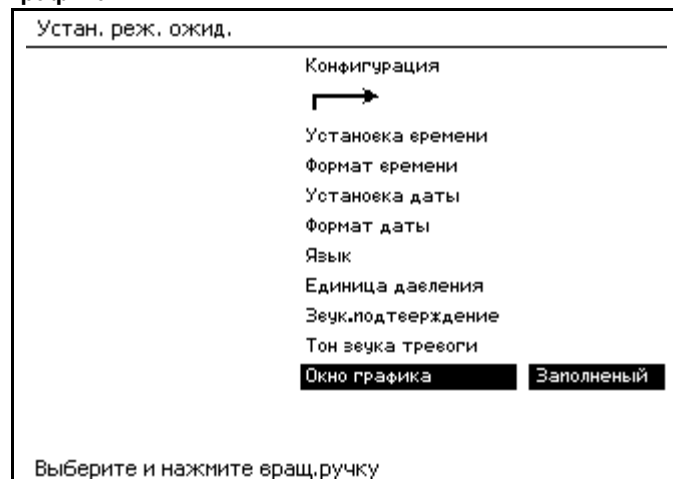 Устан. реж. ожид.
Конфигурация
Установка времени
Формат времени
Установка даты
Формат даты
Язык
Единица давления
Звук.подтверждение
Тон звука тревоги
Окно графика Заполненый
Выберите и нажмите вращ.ручку